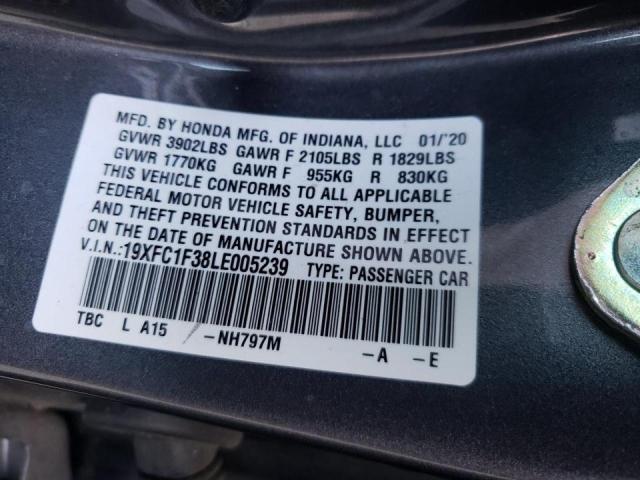 MFD. BY HONDA MFG. OF INDIANA, LLC 01/'20
GVWR 3902LBS GAWR F 2105LBS R 1829LBS
GVWR 1770KG GAWR F 955KG R 830KG
THIS VEHICLE CONFORMS TO ALL APPLICABLE
FEDERAL MOTOR VEHICLE SAFETY, BUMPER,
AND THEFT PREVENTION STANDARDS IN EFFECT
ON THE DATE OF MANUFACTURE SHOWN ABOVE.
V.I.N.:19XFC1F38LE005239 TYPE: PASSENGER CAR
TBC L A15 -NH797M -A -E